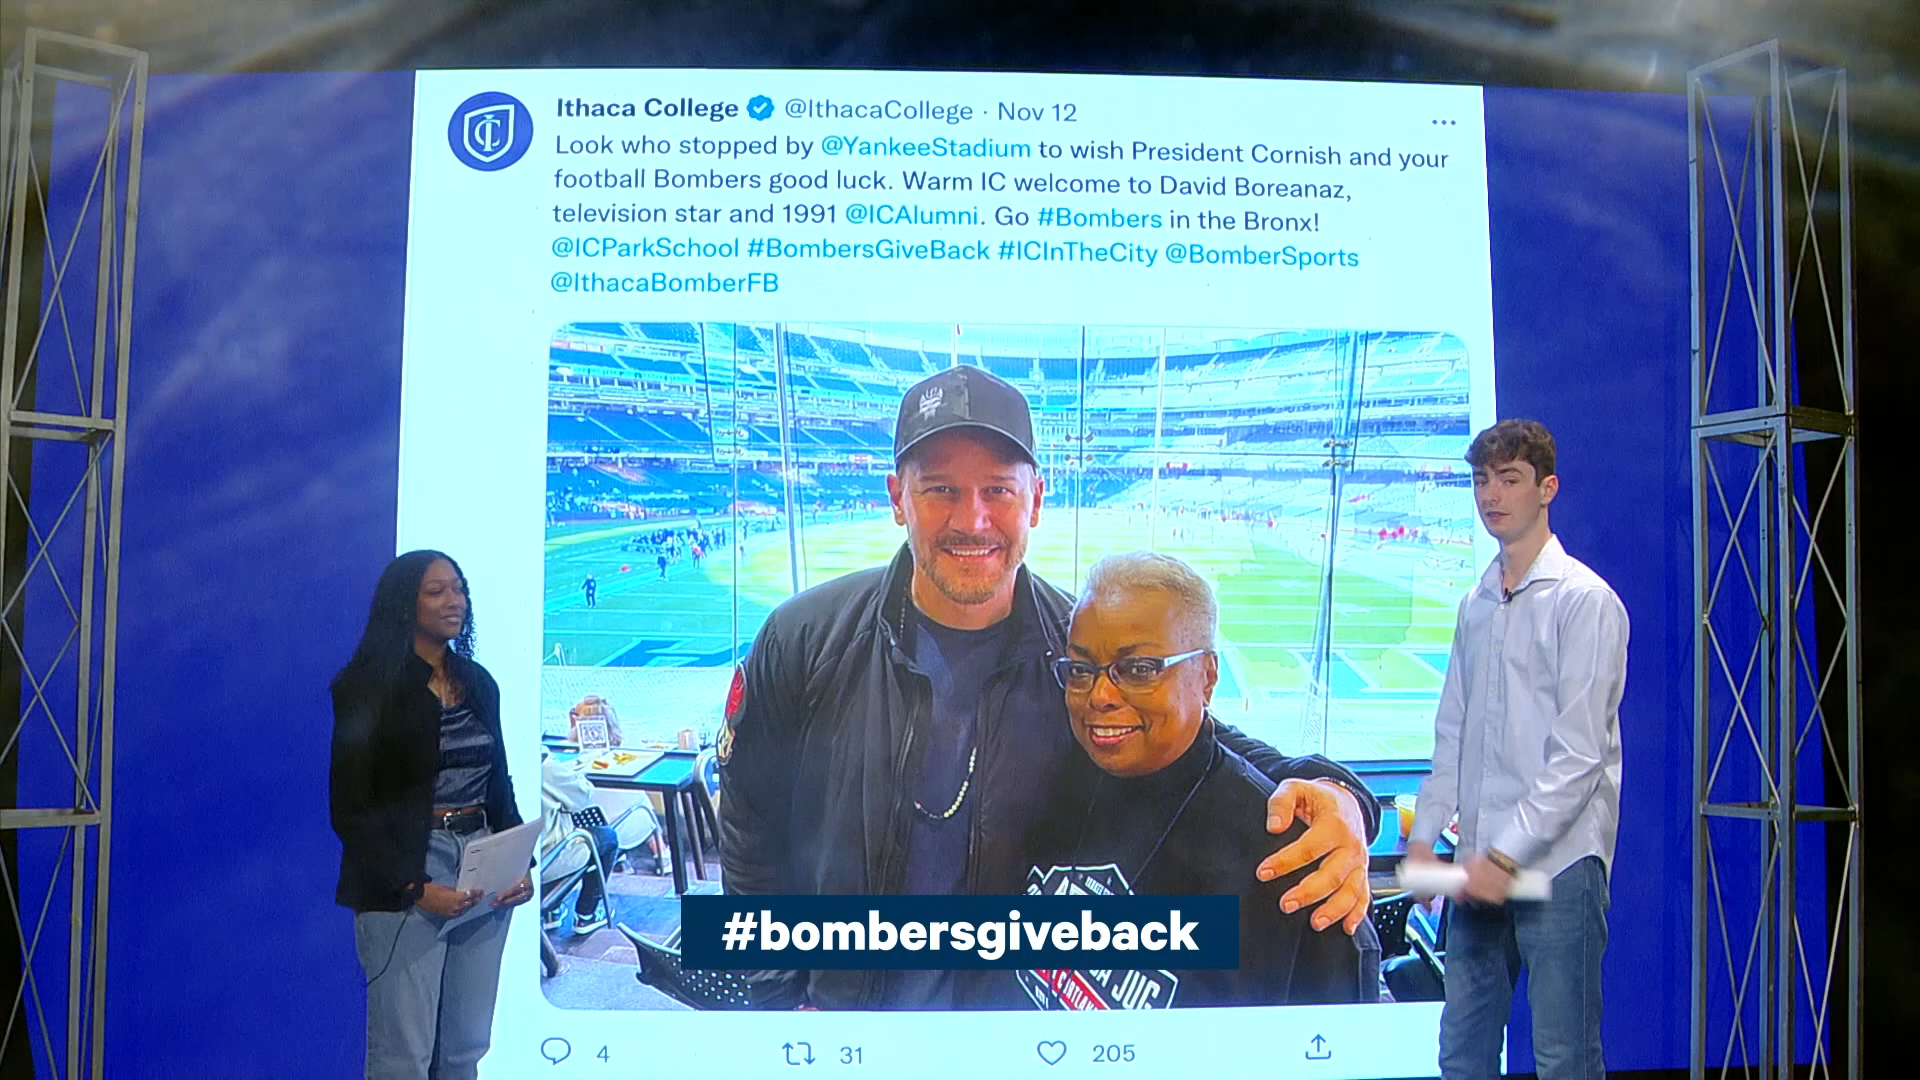 Ithaca College @IthacaCollege · Nov 12
Look who stopped by @YankeeStadium to wish President Cornish and your
football Bombers good luck. Warm IC welcome to David Boreanaz,
television star and 1991 @ICAlumni. Go #Bombers in the Bronx!
@ICParkSchool #BombersGiveBack #ICInTheCity @BomberSports
@IthacaBomberFB
#bombersgiveback
4 31 205